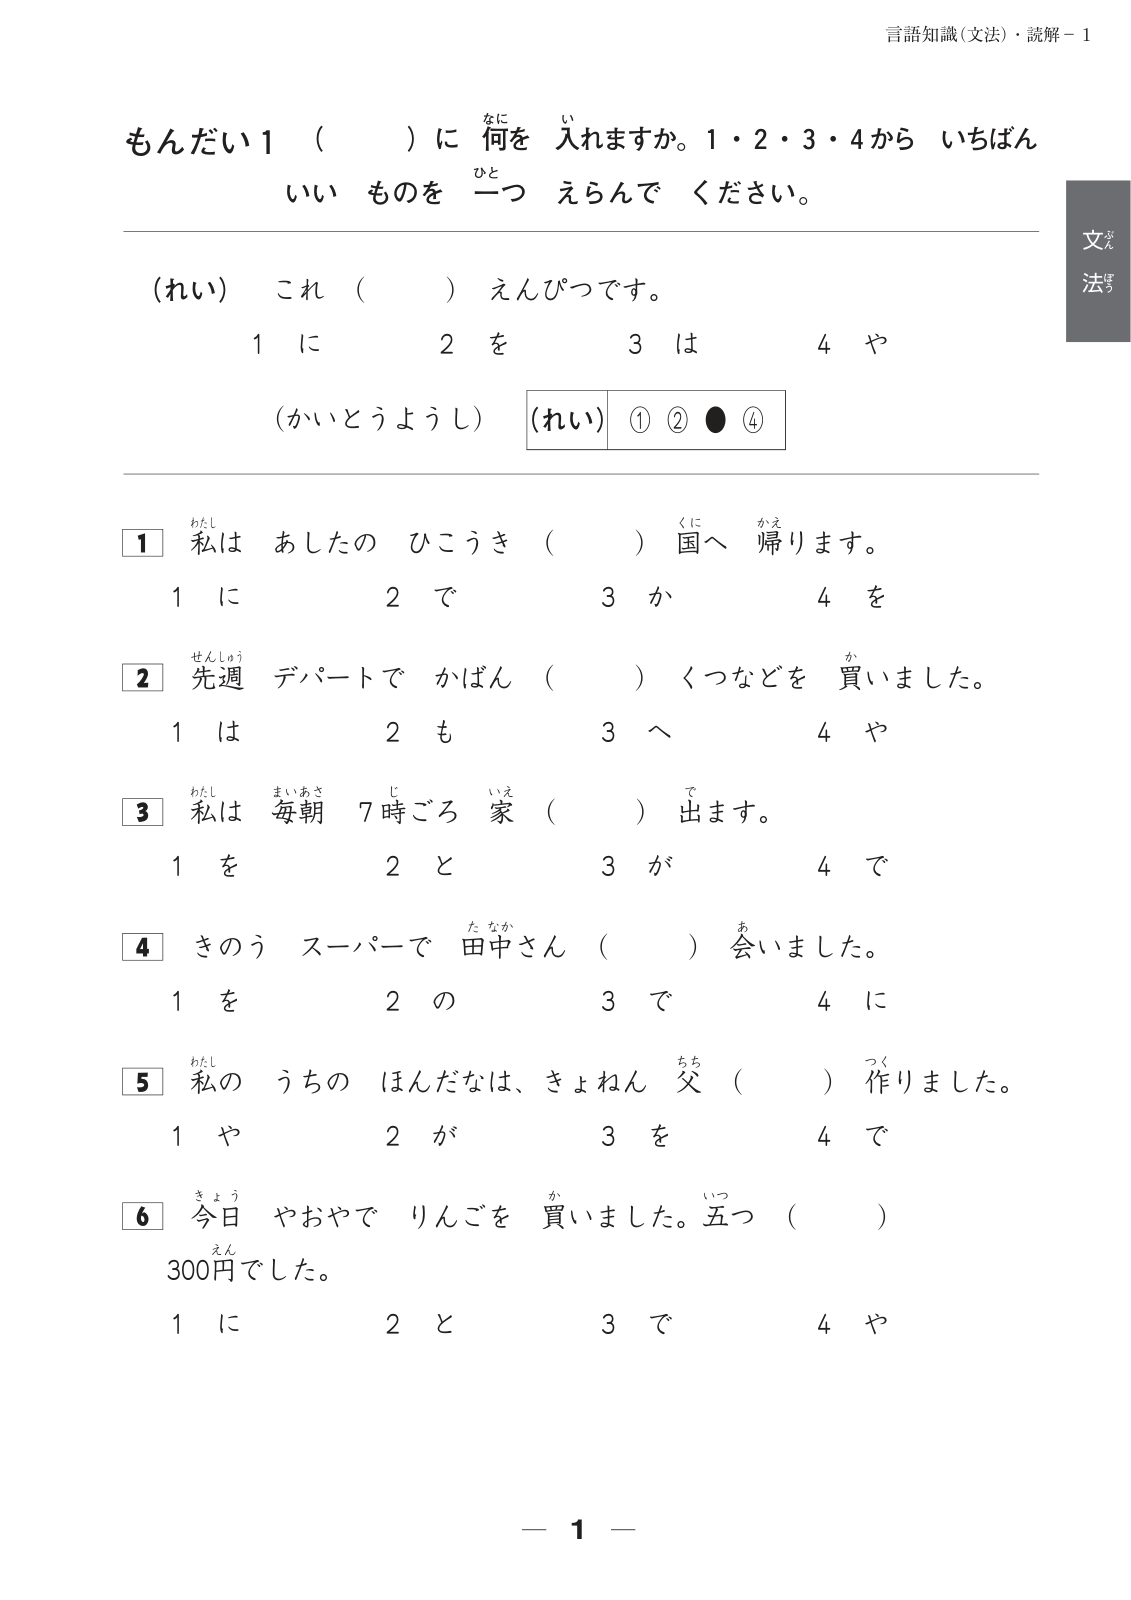 言語知識(文法)・読解－1
もんだい1　(　　　)に　何を　入れますか。1・2・3・4から　いちばん
いい　ものを　一つ　えらんで　ください。
文法
(れい)　これ　(　　　)　えんぴつです。
1　に　　2　を　　3　は　　4　や
(かいとうようし)　(れい)　①　②　●　④
1　私は　あしたの　ひこうき　(　　　)　国へ　帰ります。
1　に　　2　で　　3　か　　4　を
2　先週　デパートで　かばん　(　　　)　くつなどを　買いました。
1　は　　2　も　　3　へ　　4　や
3　私は　毎朝　7時ごろ　家　(　　　)　出ます。
1　を　　2　と　　3　が　　4　で
4　きのう　スーパーで　田中さん　(　　　)　会いました。
1　を　　2　の　　3　で　　4　に
5　私の　うちの　ほんだなは、きょねん　父　(　　　)　作りました。
1　や　　2　が　　3　を　　4　で
6　今日　やおやで　りんごを　買いました。五つ　(　　　)
300円でした。
1　に　　2　と　　3　で　　4　や
— 1 —